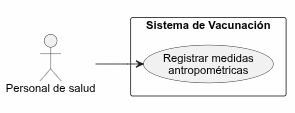 Sistema de Vacunación
Registrar medidas
antropométricas
Personal de salud